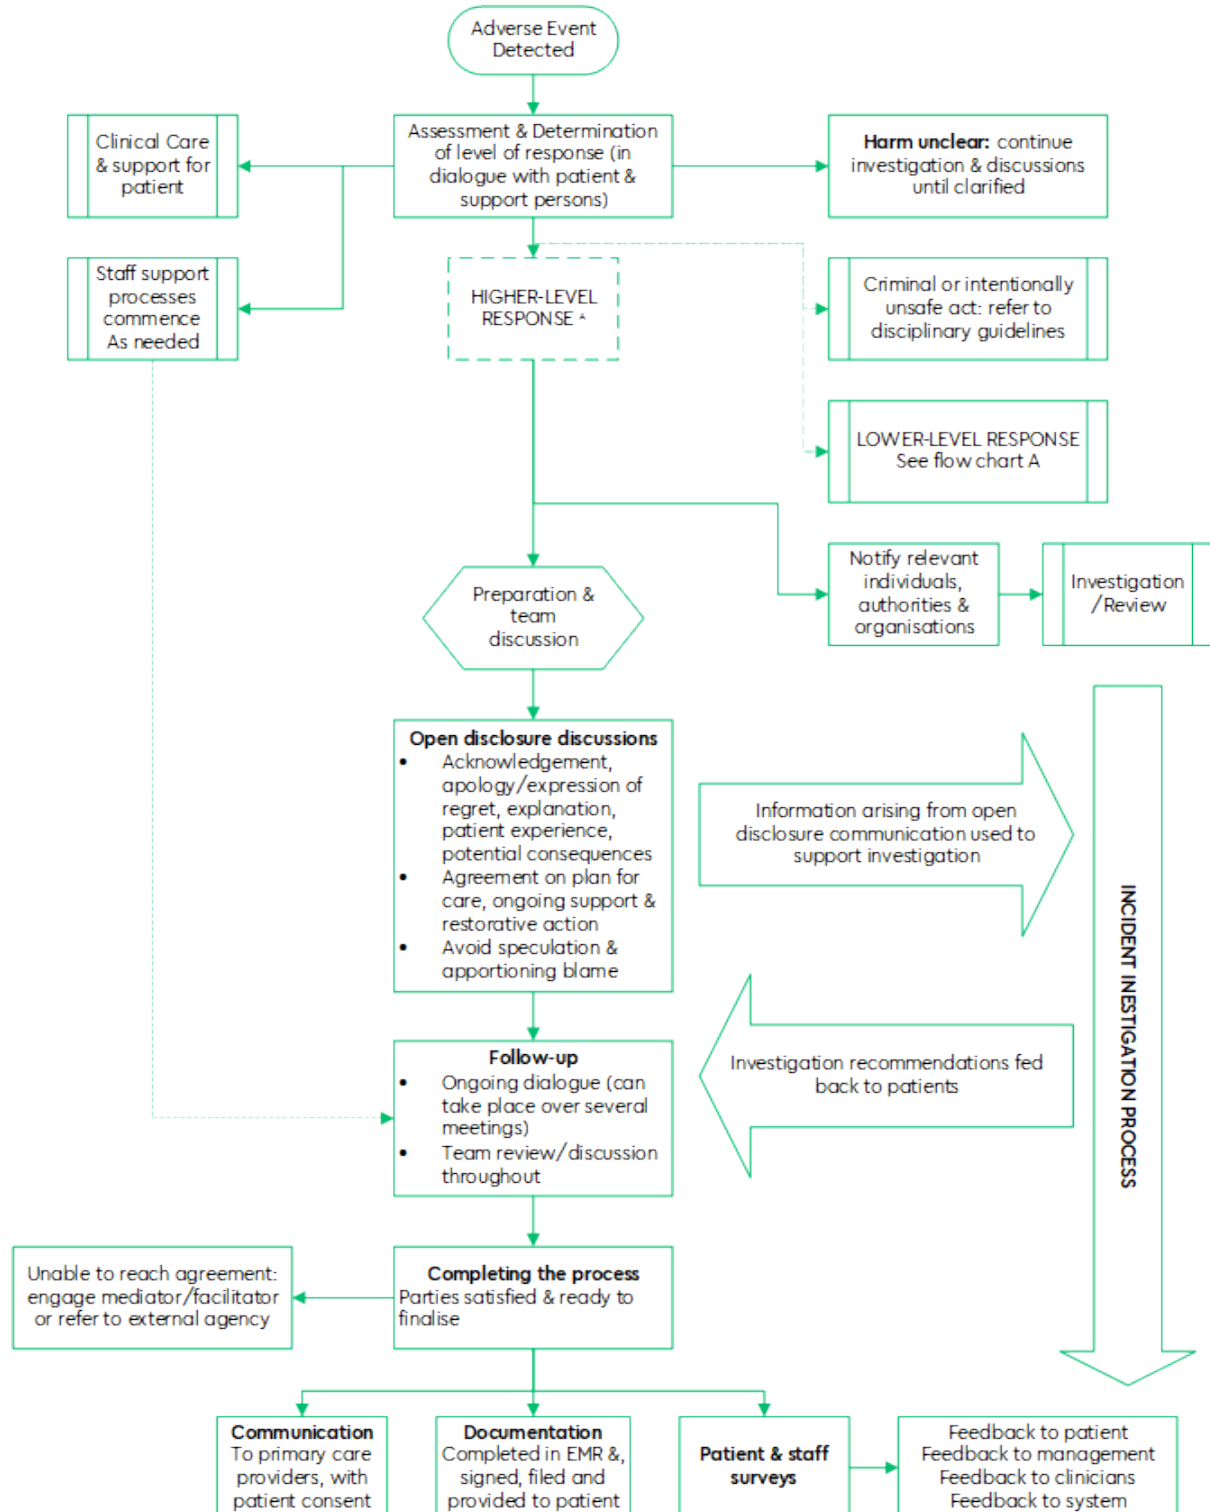 Adverse Event
Detected
Clinical Care
& support for
patient
Assessment & Determination
of level of response (in
dialogue with patient &
support persons)
Harm unclear: continue
investigation & discussions
until clarified
Staff support
processes
commence
As needed
HIGHER-LEVEL
RESPONSE ᴬ
Criminal or intentionally
unsafe act: refer to
disciplinary guidelines
LOWER-LEVEL RESPONSE
See flow chart A
Notify relevant
individuals,
authorities &
organisations
Investigation
/Review
Preparation &
team
discussion
Open disclosure discussions
• Acknowledgement,
apology/expression of
regret, explanation,
patient experience,
potential consequences
• Agreement on plan for
care, ongoing support &
restorative action
• Avoid speculation &
apportioning blame
Information arising from open
disclosure communication used to
support investigation
INCIDENT INESTIGATION PROCESS
Investigation recommendations fed
back to patients
Follow-up
• Ongoing dialogue (can
take place over several
meetings)
• Team review/discussion
throughout
Unable to reach agreement:
engage mediator/facilitator
or refer to external agency
Completing the process
Parties satisfied & ready to
finalise
Communication
To primary care
providers, with
patient consent
Documentation
Completed in EMR &,
signed, filed and
provided to patient
Patient & staff
surveys
Feedback to patient
Feedback to management
Feedback to clinicians
Feedback to system